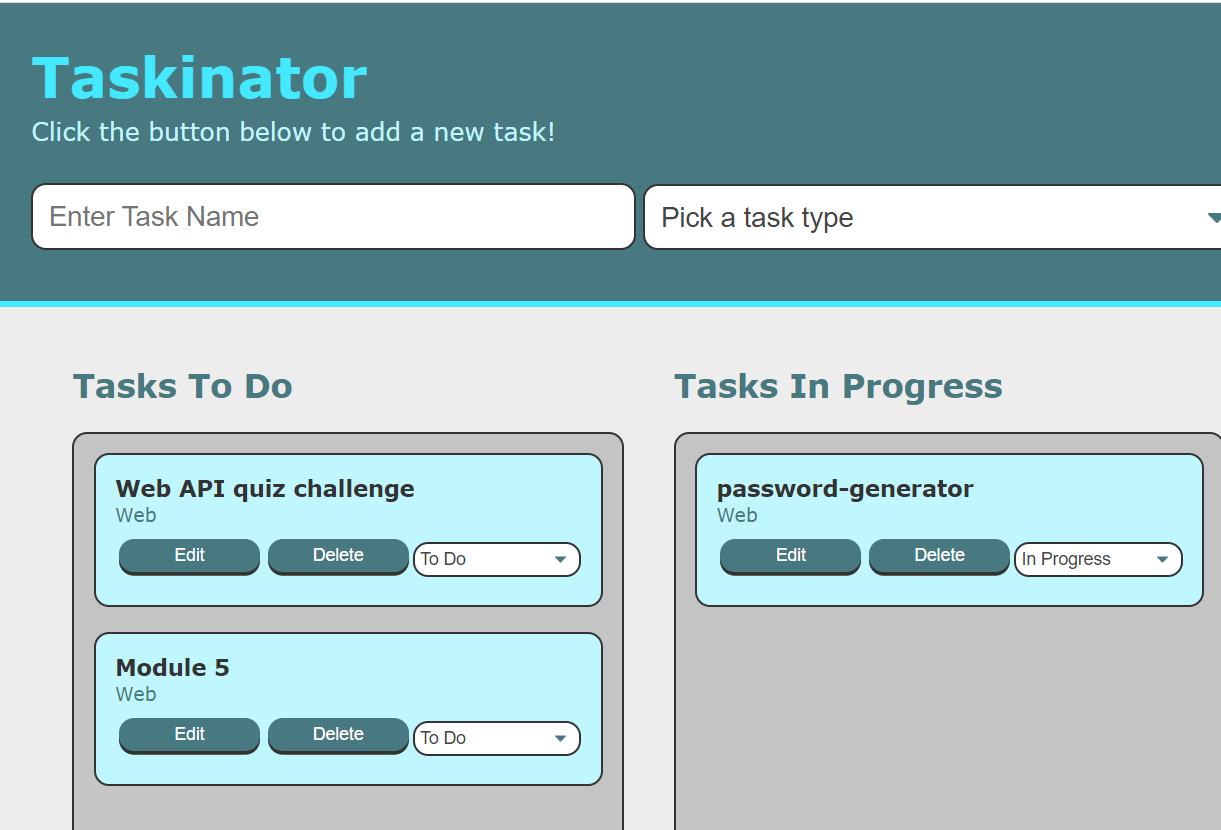 Taskinator
Click the button below to add a new task!
Enter Task Name
Pick a task type
Tasks To Do
Web API quiz challenge
Web
Edit
Delete
To Do
Module 5
Web
Edit
Delete
To Do
Tasks In Progress
password-generator
Web
Edit
Delete
In Progress